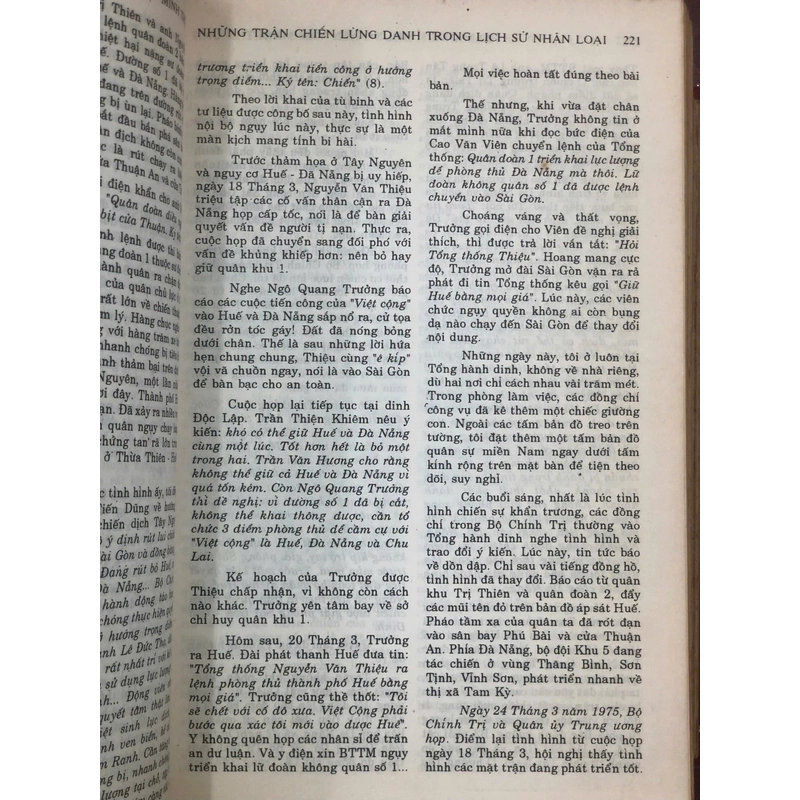 NHỮNG TRẬN CHIẾN LỪNG DANH TRONG LỊCH SỬ NHÂN LOẠI 221
trương triển khai tiến công ở hướng
trọng điểm... Ký tên: Chiến" (8).
Theo lời khai của tù binh và các
tư liệu được công bố sau này, tình hình
nội bộ ngụy lúc này, thực sự là một
màn kịch mang tính bi hài.
Trước thảm họa ở Tây Nguyên
và nguy cơ Huế - Đà Nẵng bị uy hiếp,
ngày 18 Tháng 3, Nguyễn Văn Thiệu
triệu tập các cố vấn thân cận ra Đà
Nẵng họp cấp tốc, nói là để bàn giải
quyết vấn đề người tị nạn. Thực ra,
cuộc họp đã chuyển sang đối phó với
vấn đề khủng khiếp hơn: nên bỏ hay
giữ quân khu 1.
Nghe Ngô Quang Trưởng báo
cáo các cuộc tiến công của "Việt cộng"
vào Huế và Đà Nẵng sắp nổ ra, cử tọa
đều rởn tóc gáy! Đất đã nóng bỏng
dưới chân. Thế là sau những lời hứa
hẹn chung chung, Thiệu cùng "ê kíp"
vội vã chuồn ngay, nói là vào Sài Gòn
để bàn bạc cho an toàn.
Cuộc họp lại tiếp tục tại dinh
Độc Lập. Trần Thiện Khiêm nêu ý
kiến: khó có thể giữ Huế và Đà Nẵng
cùng một lúc. Tốt hơn hết là bỏ một
trong hai. Trần Văn Hương cho rằng
không thể giữ cả Huế và Đà Nẵng vì
quá tốn kém. Còn Ngô Quang Trưởng
thì đề nghị: vì đường số 1 đã bị cắt,
không thể khai thông được, cần tổ
chức 3 điểm phòng thủ để cầm cự với
"Việt cộng" là Huế, Đà Nẵng và Chu
Lai.
Kế hoạch của Trưởng được
Thiệu chấp nhận, vì không còn cách
nào khác. Trưởng yên tâm bay về sở
chỉ huy quân khu 1.
Hôm sau, 20 Tháng 3, Trưởng
ra Huế. Đài phát thanh Huế đưa tin:
"Tổng thống Nguyễn Văn Thiệu ra
lệnh phòng thủ thành phố Huế bằng
mọi giá". Trưởng cũng thề thốt: "Tôi
sẽ chết với cố đô xưa. Việt Cộng phải
bước qua xác tôi mới vào được Huế".
Y không quên họp các nhân sĩ để trấn
an dư luận. Và y điện xin BTTM ngụy
triển khai lữ đoàn không quân số 1...
Mọi việc hoàn tất đúng theo bài
bản.
Thế nhưng, khi vừa đặt chân
xuống Đà Nẵng, Trưởng không tin ở
mắt mình nữa khi đọc bức điện của
Cao Văn Viên chuyển lệnh của Tổng
thống: Quân đoàn 1 triển khai lực lượng
để phòng thủ Đà Nẵng mà thôi. Lữ
đoàn không quân số 1 đã được lệnh
chuyển vào Sài Gòn.
Choáng váng và thất vọng,
Trưởng gọi điện cho Viên đề nghị giải
thích, thì được trả lời vắn tắt: "Hỏi
Tổng thống Thiệu". Hoang mang cực
độ, Trưởng mở đài Sài Gòn vặn ra rả
phát đi tin Tổng thống kêu gọi "Giữ
Huế bằng mọi giá". Lúc này, các viên
chức ngụy quyền không ai còn bụng
dạ nào chạy đến Sài Gòn để thay đổi
nội dung.
Những ngày này, tôi ở luôn tại
Tổng hành dinh, không về nhà riêng,
dù hai nơi chỉ cách nhau vài trăm mét.
Trong phòng làm việc, các đồng chí
công vụ đã kê thêm một chiếc giường
con. Ngoài các tấm bản đồ treo trên
tường, tôi đặt thêm một tấm bản đồ
quân sự miền Nam ngay dưới tấm
kính rộng trên mặt bàn để tiện theo
dõi, suy nghĩ.
Các buổi sáng, nhất là lúc tình
hình chiến sự khẩn trương, các đồng
chí trong Bộ Chính Trị thường vào
Tổng hành dinh nghe tình hình và
trao đổi ý kiến. Lúc này, tin tức báo
về dồn dập. Chỉ sau vài tiếng đồng hồ,
tình hình đã thay đổi. Báo cáo từ quân
khu Trị Thiên và quân đoàn 2, đẩy
các mũi tên đỏ trên bản đồ áp sát Huế.
Pháo tầm xa của quân ta đã rót đạn
vào sân bay Phú Bài và cửa Thuận
An. Phía Đà Nẵng, bộ đội Khu 5 đang
tác chiến ở vùng Thăng Bình, Sơn
Tịnh, Vĩnh Sơn, phát triển nhanh về
thị xã Tam Kỳ.
Ngày 24 Tháng 3 năm 1975, Bộ
Chính Trị và Quân ủy Trung ương
họp. Điểm lại tình hình từ cuộc họp
ngày 18 Tháng 3, hội nghị thấy tình
hình các mặt trận đang phát triển tốt.